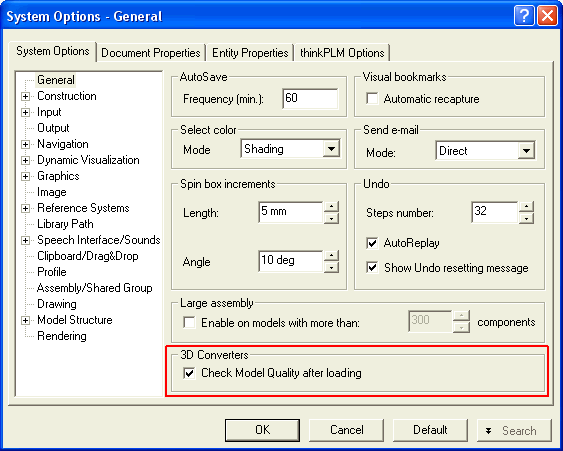 System Options - General
System Options
Document Properties
Entity Properties
thinkPLM Options
General
Construction
Input
Output
Navigation
Dynamic Visualization
Graphics
Image
Reference Systems
Library Path
Speech Interface/Sounds
Clipboard/Drag&Drop
Profile
Assembly/Shared Group
Drawing
Model Structure
Rendering
AutoSave
Frequency (min.): 60
Visual bookmarks
Automatic recapture
Select color
Mode Shading
Send e-mail
Mode: Direct
Spin box increments
Length: 5 mm
Angle 10 deg
Undo
Steps number: 32
AutoReplay
Show Undo resetting message
Large assembly
Enable on models with more than: 300 components
3D Converters
Check Model Quality after loading
OK
Cancel
Default
Search